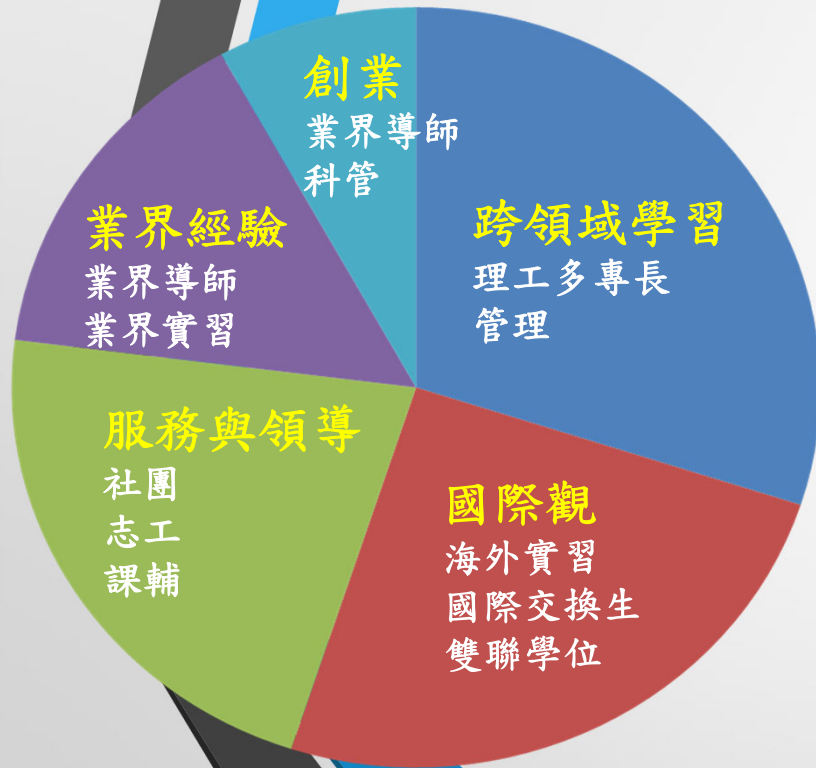 創業
業界導師
科管
跨領域學習
理工多專長
管理
業界經驗
業界導師
業界實習
服務與領導
社團
志工
課輔
國際觀
海外實習
國際交換生
雙聯學位